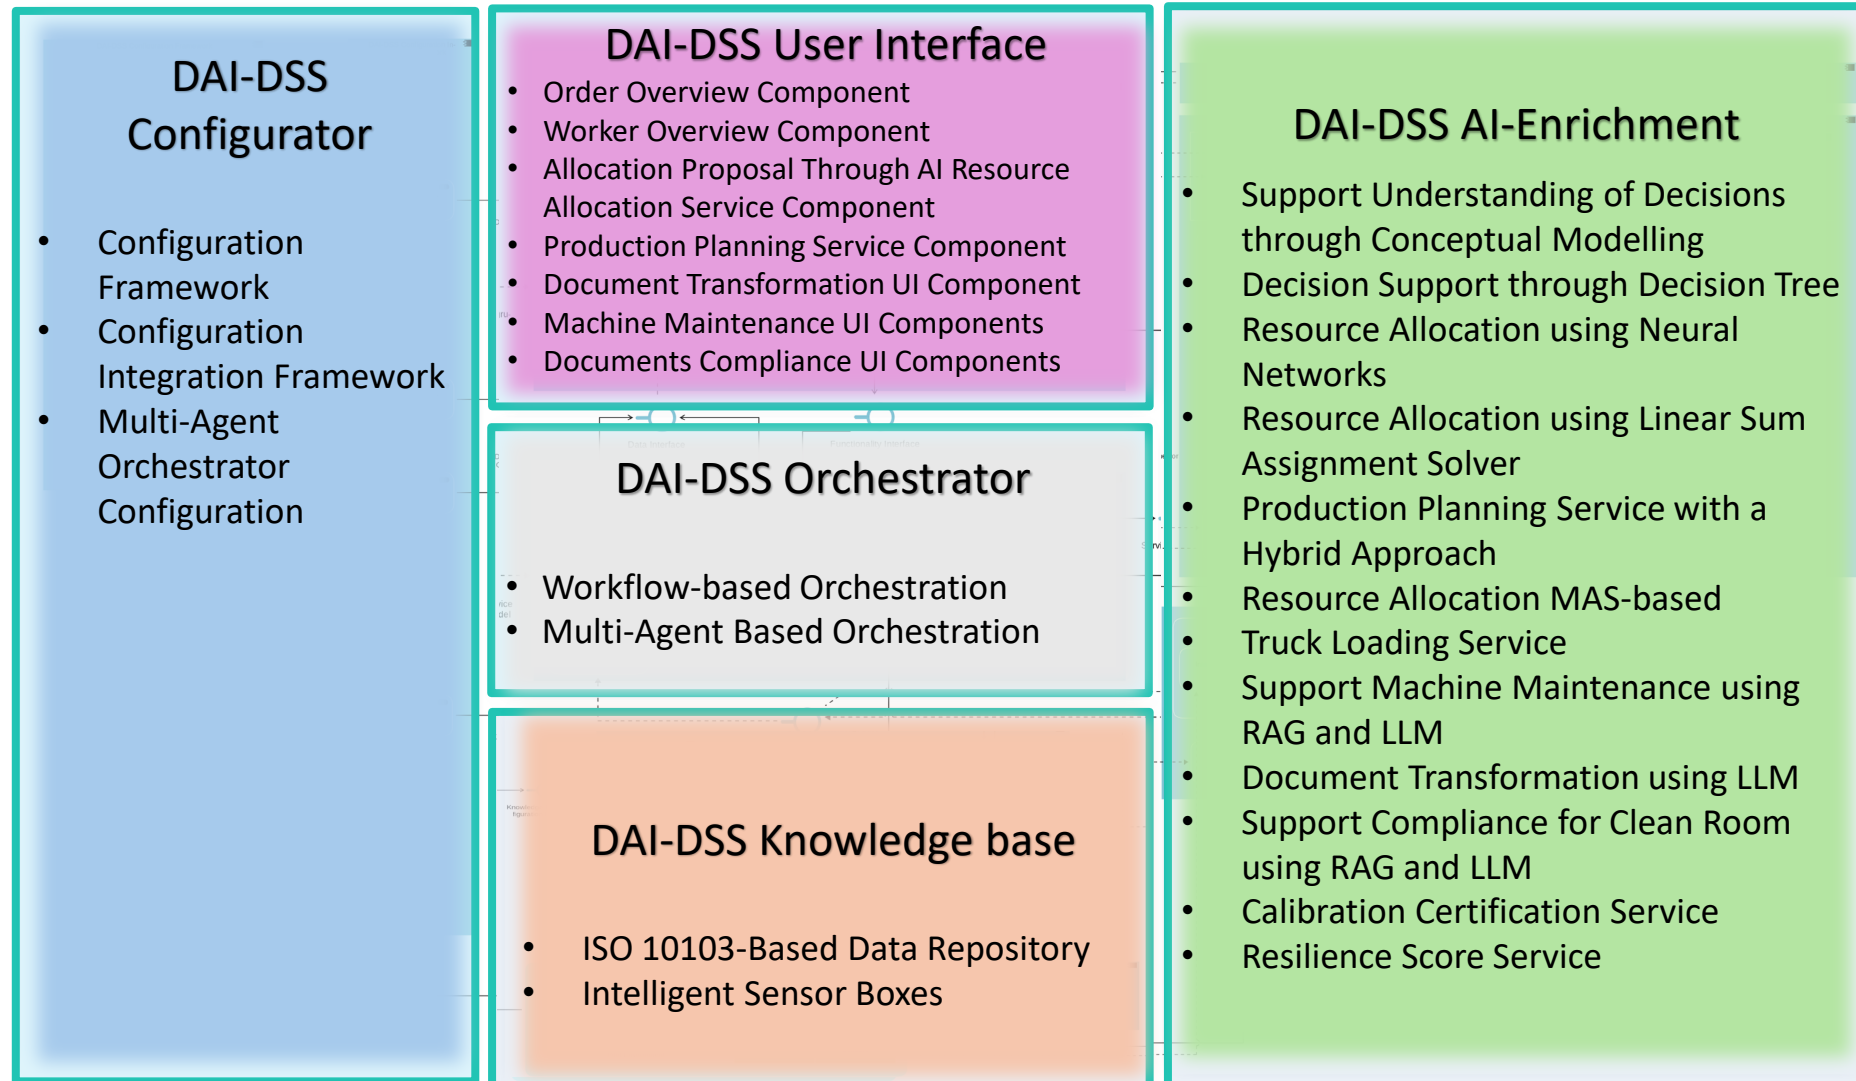 DAI-DSS
Configurator
• Configuration
Framework
• Configuration
Integration Framework
• Multi-Agent
Orchestrator
Configuration
DAI-DSS User Interface
• Order Overview Component
• Worker Overview Component
• Allocation Proposal Through AI Resource
Allocation Service Component
• Production Planning Service Component
• Document Transformation UI Component
• Machine Maintenance UI Components
• Documents Compliance UI Components
Data Interface
Functionality Interface
DAI-DSS Orchestrator
• Workflow-based Orchestration
• Multi-Agent Based Orchestration
DAI-DSS Knowledge base
• ISO 10103-Based Data Repository
• Intelligent Sensor Boxes
DAI-DSS AI-Enrichment
• Support Understanding of Decisions
through Conceptual Modelling
• Decision Support through Decision Tree
• Resource Allocation using Neural
Networks
• Resource Allocation using Linear Sum
Assignment Solver
• Production Planning Service with a
Hybrid Approach
• Resource Allocation MAS-based
• Truck Loading Service
• Support Machine Maintenance using
RAG and LLM
• Document Transformation using LLM
• Support Compliance for Clean Room
using RAG and LLM
• Calibration Certification Service
• Resilience Score Service